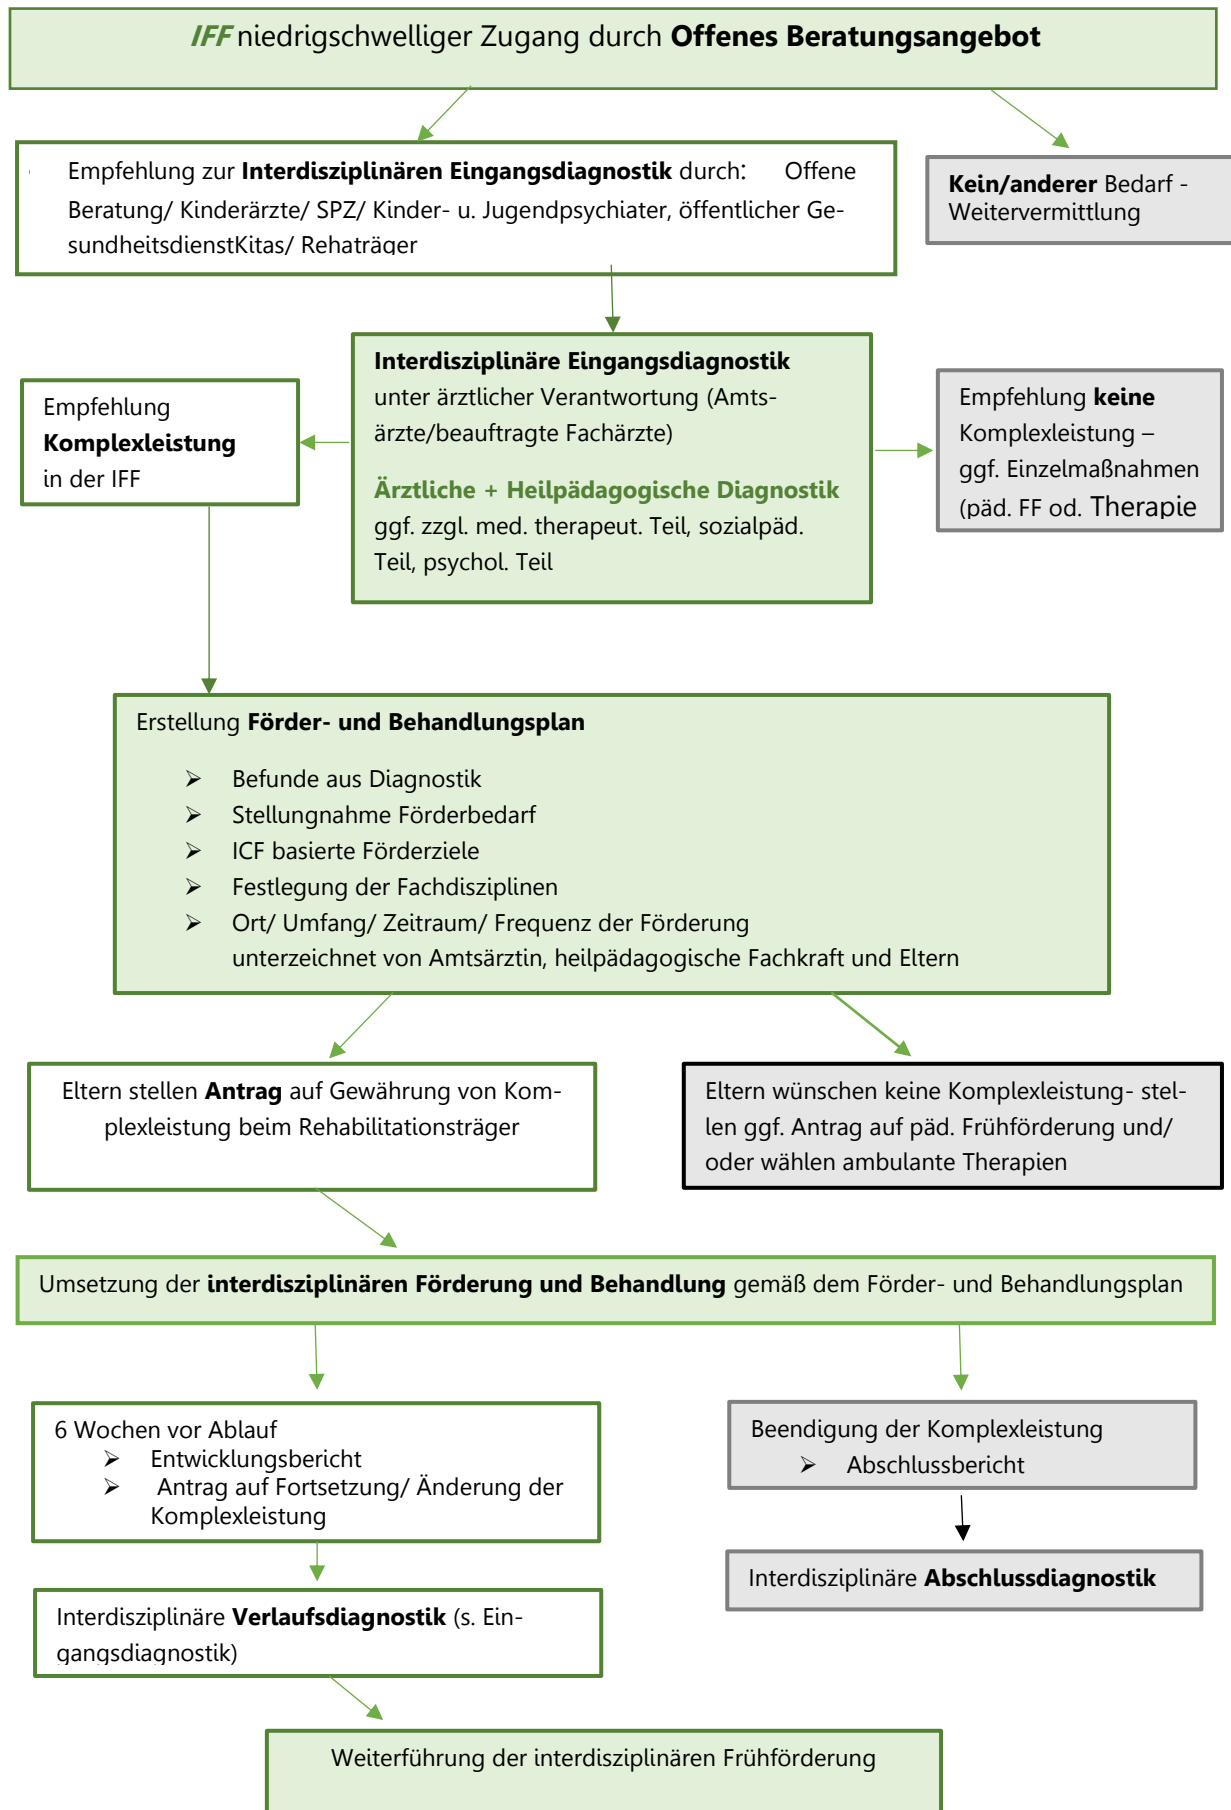 IFF niedrigschwelliger Zugang durch Offenes Beratungsangebot
Empfehlung zur Interdisziplinären Eingangsdiagnostik durch: Offene
Beratung/ Kinderärzte/ SPZ/ Kinder- u. Jugendpsychiater, öffentlicher Ge-
sundheitsdienstKitas/ Rehaträger
Kein/anderer Bedarf -
Weitervermittlung
Interdisziplinäre Eingangsdiagnostik
unter ärztlicher Verantwortung (Amts-
ärzte/beauftragte Fachärzte)
Ärztliche + Heilpädagogische Diagnostik
ggf. zzgl. med. therapeut. Teil, sozialpäd.
Teil, psychol. Teil
Empfehlung
Komplexleistung
in der IFF
Empfehlung keine
Komplexleistung –
ggf. Einzelmaßnahmen
(päd. FF od. Therapie
Erstellung Förder- und Behandlungsplan
➢ Befunde aus Diagnostik
➢ Stellungnahme Förderbedarf
➢ ICF basierte Förderziele
➢ Festlegung der Fachdisziplinen
➢ Ort/ Umfang/ Zeitraum/ Frequenz der Förderung
unterzeichnet von Amtsärztin, heilpädagogische Fachkraft und Eltern
Eltern stellen Antrag auf Gewährung von Kom-
plexleistung beim Rehabilitationsträger
Eltern wünschen keine Komplexleistung- stel-
len ggf. Antrag auf päd. Frühförderung und/
oder wählen ambulante Therapien
Umsetzung der interdisziplinären Förderung und Behandlung gemäß dem Förder- und Behandlungsplan
6 Wochen vor Ablauf
➢ Entwicklungsbericht
➢ Antrag auf Fortsetzung/ Änderung der
Komplexleistung
Beendigung der Komplexleistung
➢ Abschlussbericht
Interdisziplinäre Abschlussdiagnostik
Interdisziplinäre Verlaufsdiagnostik (s. Ein-
gangsdiagnostik)
Weiterführung der interdisziplinären Frühförderung